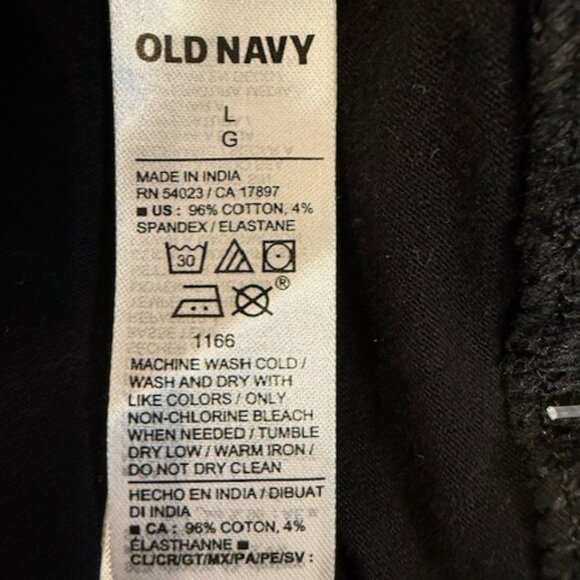 OLD NAVY
L
G
MADE IN INDIA
RN 54023 / CA 17897
■ US : 96% COTTON, 4%
SPANDEX / ELASTANE
30
®
1166
MACHINE WASH COLD /
WASH AND DRY WITH
LIKE COLORS / ONLY
NON-CHLORINE BLEACH
WHEN NEEDED / TUMBLE
DRY LOW / WARM IRON /
DO NOT DRY CLEAN
HECHO EN INDIA / DIBUAT
DI INDIA
■ CA : 96% COTTON, 4%
ÉLASTHANNE ■
CL/CR/GT/MX/PA/PE/SV :